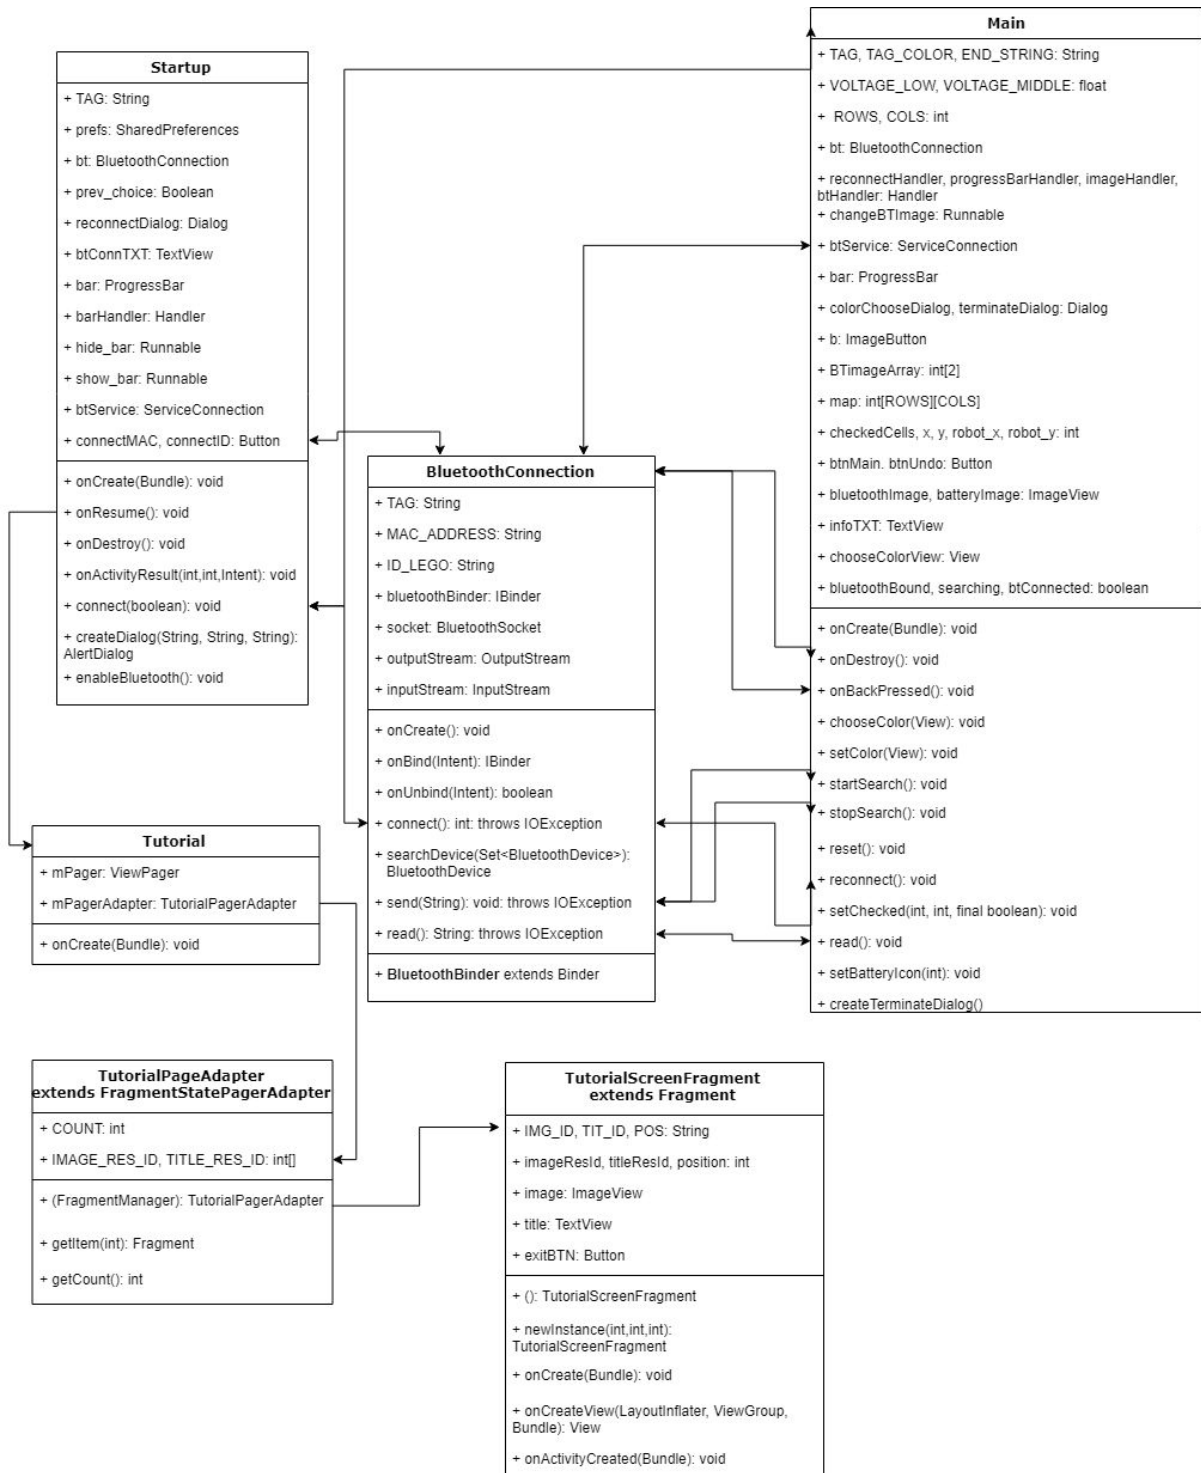 Startup
+ TAG: String
+ prefs: SharedPreferences
+ bt: BluetoothConnection
+ prev_choice: Boolean
+ reconnectDialog: Dialog
+ btConnTXT: TextView
+ bar: ProgressBar
+ barHandler: Handler
+ hide_bar: Runnable
+ show_bar: Runnable
+ btService: ServiceConnection
+ connectMAC, connectID: Button
+ onCreate(Bundle): void
+ onResume(): void
+ onDestroy(): void
+ onActivityResult(int,int,Intent): void
+ connect(boolean): void
+ createDialog(String, String, String):
AlertDialog
+ enableBluetooth(): void
Main
+ TAG, TAG_COLOR, END_STRING: String
+ VOLTAGE_LOW, VOLTAGE_MIDDLE: float
+ ROWS, COLS: int
+ bt: BluetoothConnection
+ reconnectHandler, progressBarHandler, imageHandler,
btHandler: Handler
+ changeBTImage: Runnable
+ btService: ServiceConnection
+ bar: ProgressBar
+ colorChooseDialog, terminateDialog: Dialog
+ b: ImageButton
+ BTimageArray: int[2]
+ map: int[ROWS][COLS]
+ checkedCells, x, y, robot_x, robot_y: int
+ btnMain. btnUndo: Button
+ bluetoothImage, batteryImage: ImageView
+ infoTXT: TextView
+ chooseColorView: View
+ bluetoothBound, searching, btConnected: boolean
+ onCreate(Bundle): void
+ onDestroy(): void
+ onBackPressed(): void
+ chooseColor(View): void
+ setColor(View): void
+ startSearch(): void
+ stopSearch(): void
+ reset(): void
+ reconnect(): void
+ setChecked(int, int, final boolean): void
+ read(): void
+ setBatteryIcon(int): void
+ createTerminateDialog()
BluetoothConnection
+ TAG: String
+ MAC_ADDRESS: String
+ ID_LEGO: String
+ bluetoothBinder: IBinder
+ socket: BluetoothSocket
+ outputStream: OutputStream
+ inputStream: InputStream
+ onCreate(): void
+ onBind(Intent): IBinder
+ onUnbind(Intent): boolean
+ connect(): int: throws IOException
+ searchDevice(Set<BluetoothDevice>):
BluetoothDevice
+ send(String): void: throws IOException
+ read(): String: throws IOException
+ BluetoothBinder extends Binder
Tutorial
+ mPager: ViewPager
+ mPagerAdapter: TutorialPagerAdapter
+ onCreate(Bundle): void
TutorialPageAdapter
extends FragmentStatePagerAdapter
+ COUNT: int
+ IMAGE_RES_ID, TITLE_RES_ID: int[]
+ (FragmentManager): TutorialPagerAdapter
+ getItem(int): Fragment
+ getCount(): int
TutorialScreenFragment
extends Fragment
+ IMG_ID, TIT_ID, POS: String
+ imageResId, titleResId, position: int
+ image: ImageView
+ title: TextView
+ exitBTN: Button
+ (): TutorialScreenFragment
+ newInstance(int,int,int):
TutorialScreenFragment
+ onCreate(Bundle): void
+ onCreateView(LayoutInflater, ViewGroup,
Bundle): View
+ onActivityCreated(Bundle): void